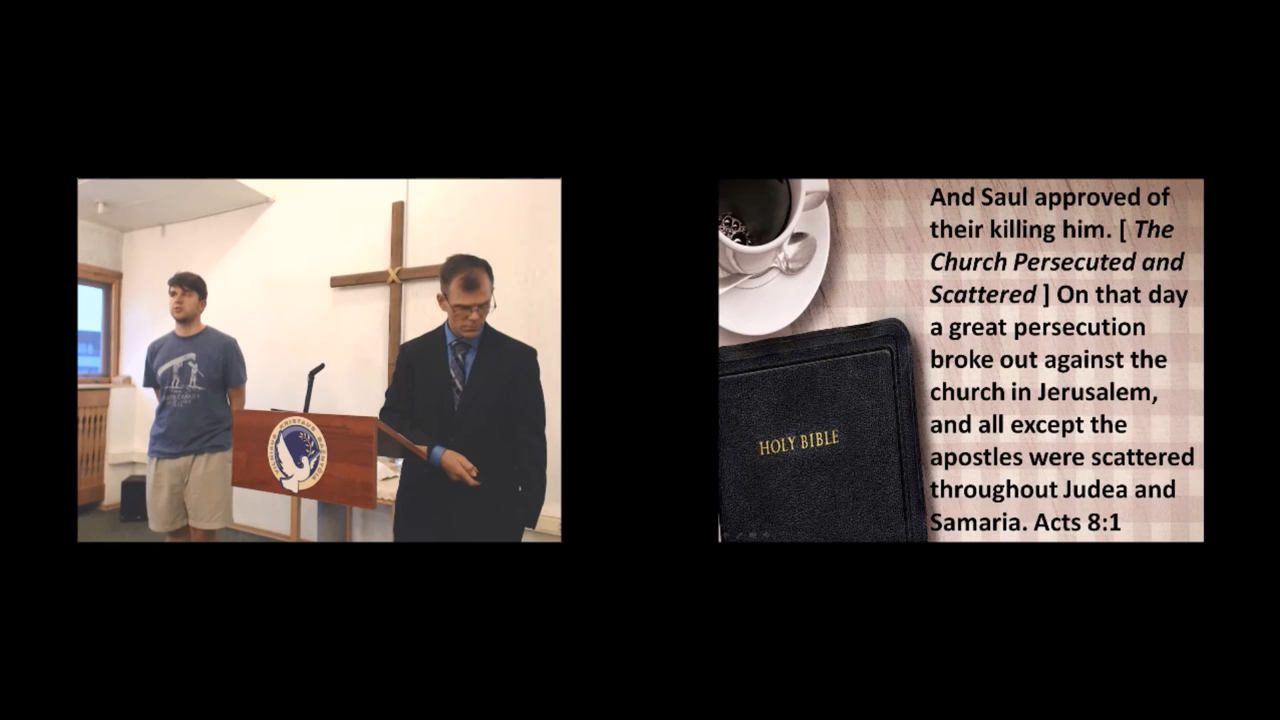 VILNIAUS KRISTAUS
HOLY BIBLE
And Saul approved of
their killing him. [ The
Church Persecuted and
Scattered ] On that day
a great persecution
broke out against the
church in Jerusalem,
and all except the
apostles were scattered
throughout Judea and
Samaria. Acts 8:1